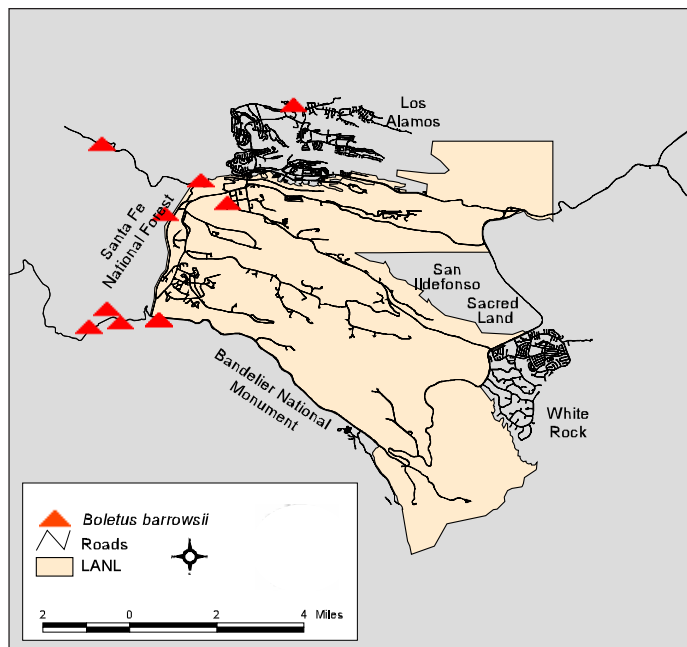 Los
Alamos
Santa Fe
National Forest
San
Ildefonso
Sacred
Land
Bandelier National
Monument
White
Rock
Boletus barrowsii
Roads
LANL
2 0 2 4 Miles